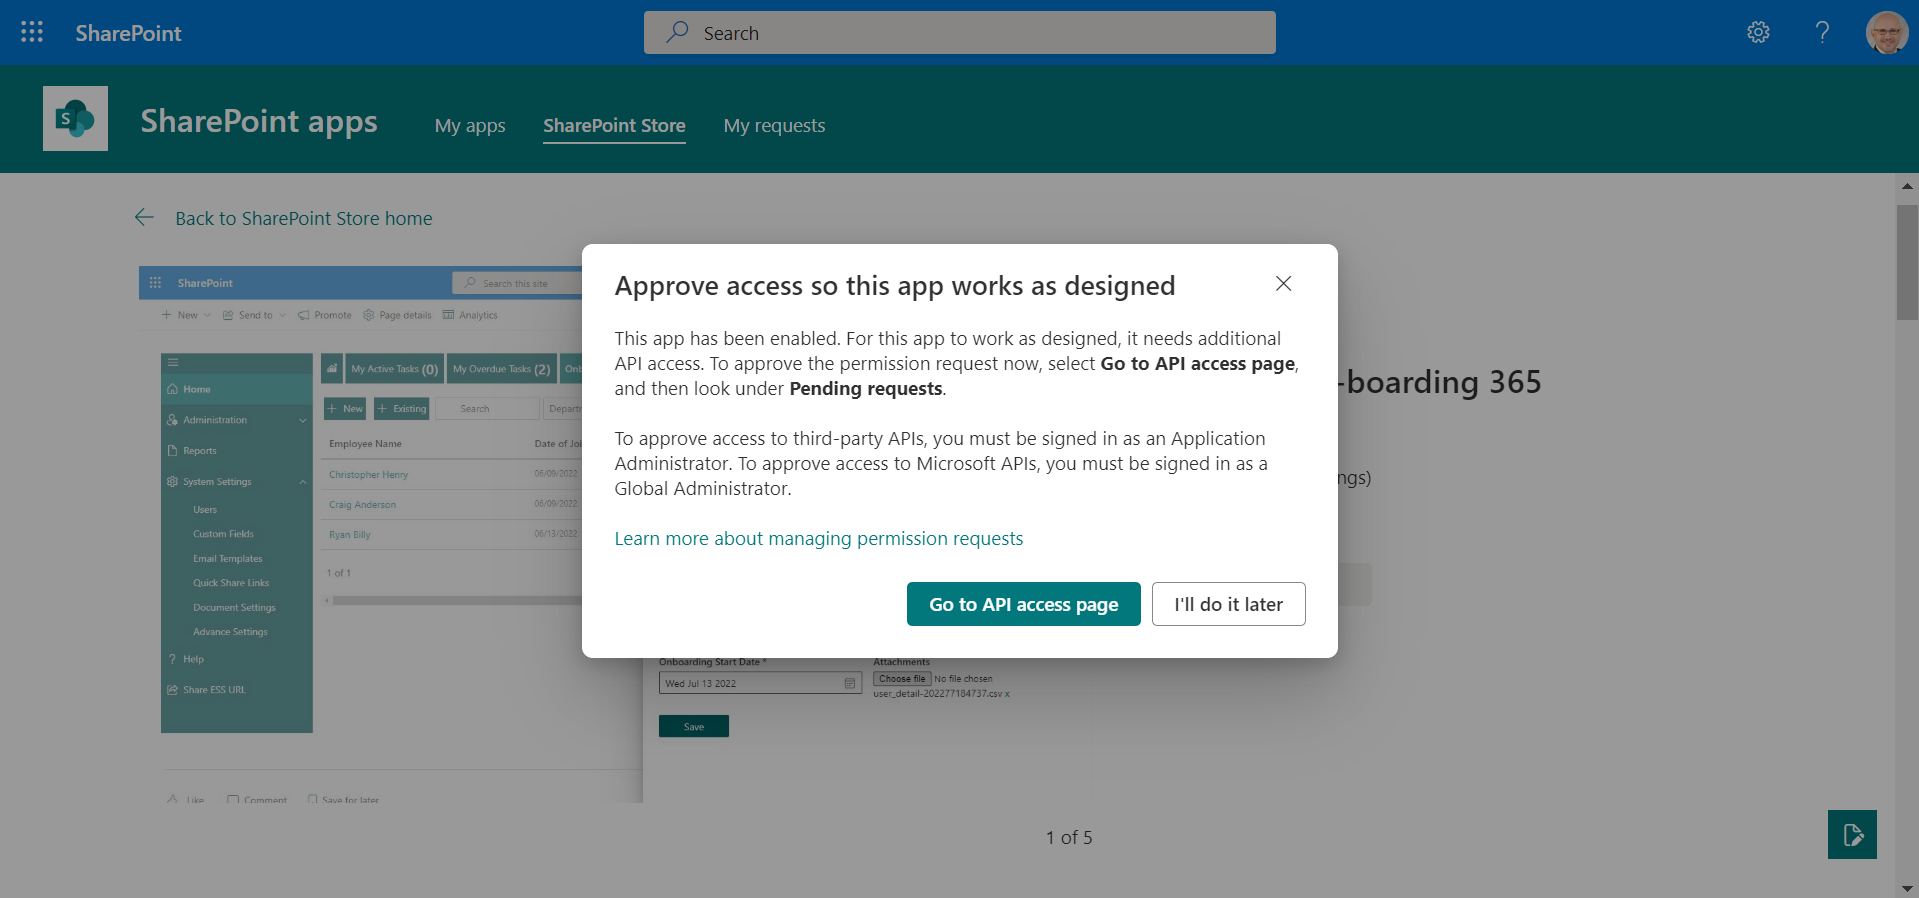 SharePoint
Search
SharePoint apps
My apps
SharePoint Store
My requests
Back to SharePoint Store home
SharePoint
Search this site
New
Send to
Promote
Page details
Analytics
Home
Administration
Reports
System Settings
Users
Custom Fields
Email Templates
Quick Share Links
Document Settings
Advance Settings
Help
Share ESS URL
My Active Tasks (0)
My Overdue Tasks (2)
New
Existing
Search
Employee Name
Christopher Henry
06/09/2022
Craig Anderson
06/09/2022
Ryan Billy
06/13/2022
1 of 1
Approve access so this app works as designed
This app has been enabled. For this app to work as designed, it needs additional
API access. To approve the permission request now, select Go to API access page,
and then look under Pending requests.
To approve access to third-party APIs, you must be signed in as an Application
Administrator. To approve access to Microsoft APIs, you must be signed in as a
Global Administrator.
Learn more about managing permission requests
Go to API access page
I'll do it later
-boarding 365
ngs)
Onboarding Start Date *
Wed Jul 13 2022
Attachments
Choose file No file chosen
user_detail-202277184737.csv x
Save
Like
Comment
Save for later
1 of 5